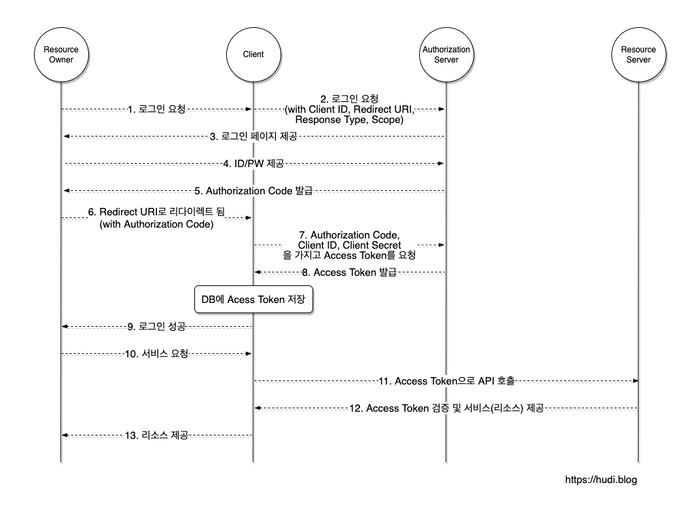 Resource
Owner
Client
Authorization
Server
Resource
Server
1. 로그인 요청
2. 로그인 요청
(with Client ID, Redirect URI,
Response Type, Scope)
3. 로그인 페이지 제공
4. ID/PW 제공
5. Authorization Code 발급
6. Redirect URI로 리다이렉트 됨
(with Authorization Code)
7. Authorization Code,
Client ID, Client Secret
을 가지고 Access Token를 요청
8. Access Token 발급
DB에 Acess Token 저장
9. 로그인 성공
10. 서비스 요청
11. Access Token으로 API 호출
12. Access Token 검증 및 서비스(리소스) 제공
13. 리소스 제공
https://hudi.blog